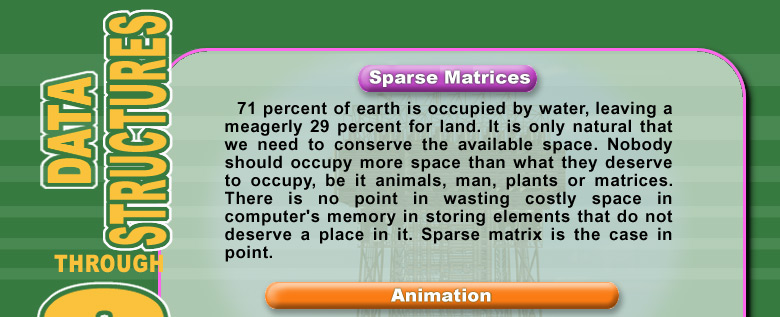 DATA
STRUCTURES
THROUGH
Sparse Matrices
71 percent of earth is occupied by water, leaving a
meagerly 29 percent for land. It is only natural that
we need to conserve the available space. Nobody
should occupy more space than what they deserve
to occupy, be it animals, man, plants or matrices.
There is no point in wasting costly space in
computer's memory in storing elements that do not
deserve a place in it. Sparse matrix is the case in
point.
Animation